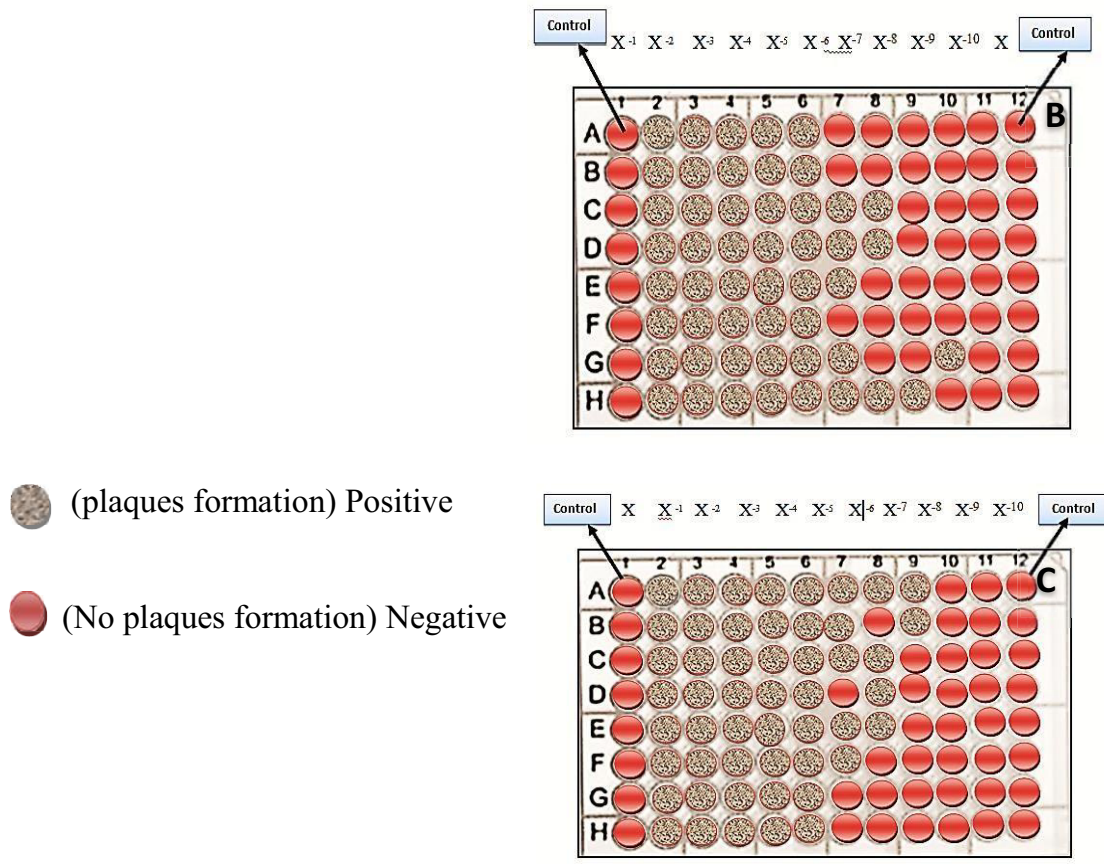 Control
X -1 X -2 X -3 X -4 X -5 X -6 X -7 X -8 X -9 X -10 X
Control
1 2 3 4 5 6 7 8 9 10 11 12
B
A
B
C
D
E
F
G
H
(plaques formation) Positive
(No plaques formation) Negative
Control
X X -1 X -2 X -3 X -4 X -5 X -6 X -7 X -8 X -9 X -10
Control
1 2 3 4 5 6 7 8 9 10 11 12
C
A
B
C
D
E
F
G
H